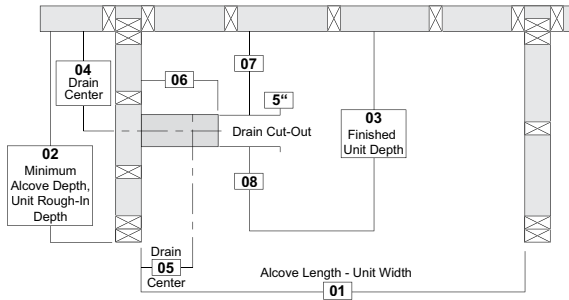 04
Drain
Center
06
07
5“
Drain Cut-Out
03
Finished
Unit Depth
02
Minimum
Alcove Depth,
Unit Rough-In
Depth
08
Drain
05
Center
Alcove Length - Unit Width
01